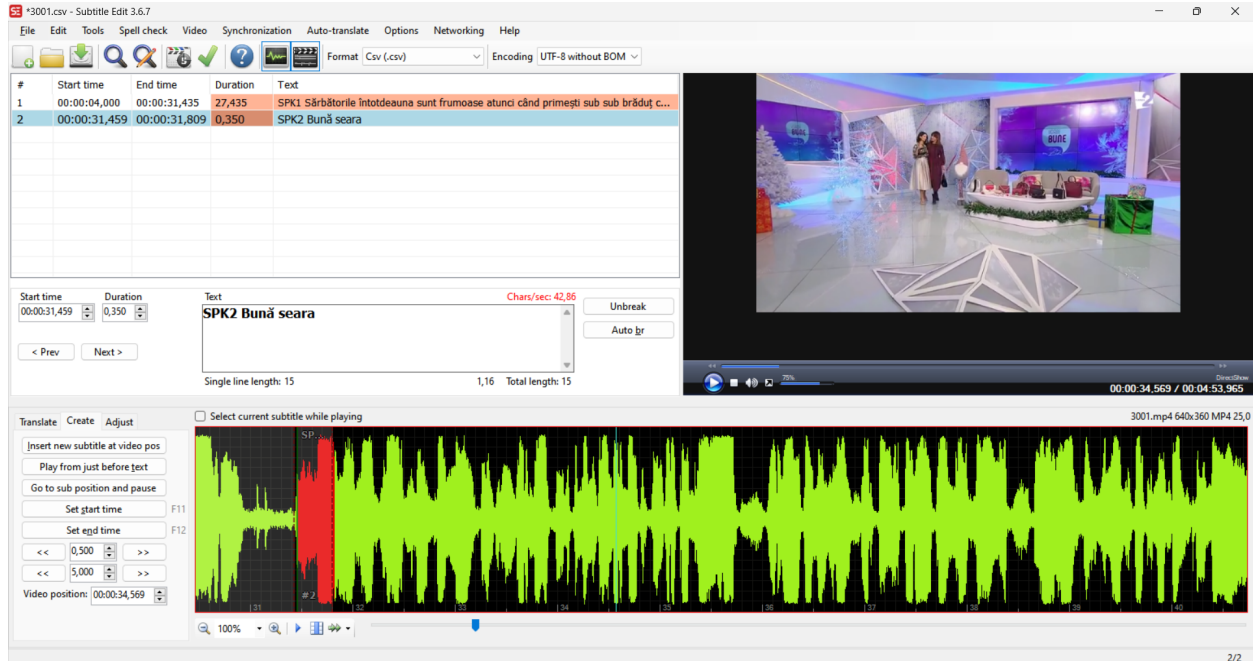 *3001.csv - Subtitle Edit 3.6.7
File Edit Tools Spell check Video Synchronization Auto-translate Options Networking Help
Format Csv (.csv) Encoding UTF-8 without BOM
# Start time End time Duration Text
1 00:00:04,000 00:00:31,435 27,435 SPK1 Sărbătorile întotdeauna sunt frumoase atunci când primești sub sub brăduț c...
2 00:00:31,459 00:00:31,809 0,350 SPK2 Bună seara
BUNE
BUNE
2
Start time Duration Text Chars/sec: 42,86
00:00:31,459 0,350 SPK2 Bună seara
Unbreak
Auto br
< Prev Next >
Single line length: 15 1,16 Total length: 15
75%
DirectShow
00:00:34,569 / 00:04:53,965
Translate Create Adjust
Select current subtitle while playing 3001.mp4 640x360 MP4 25,0
Insert new subtitle at video pos
Play from just before text
Go to sub position and pause
Set start time F11
Set end time F12
<< 0,500 >>
<< 5,000 >>
Video position: 00:00:34,569
SP...
#2
31 32 33 34 35 36 37 38 39 40
100%
2/2